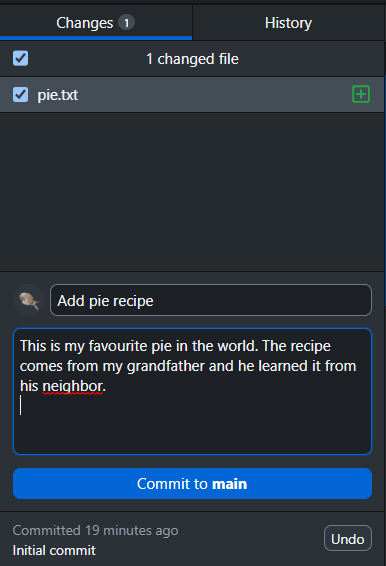 Changes 1 History
1 changed file
pie.txt
Add pie recipe
This is my favourite pie in the world. The recipe
comes from my grandfather and he learned it from
his neighbor.
Commit to main
Committed 19 minutes ago
Initial commit
Undo